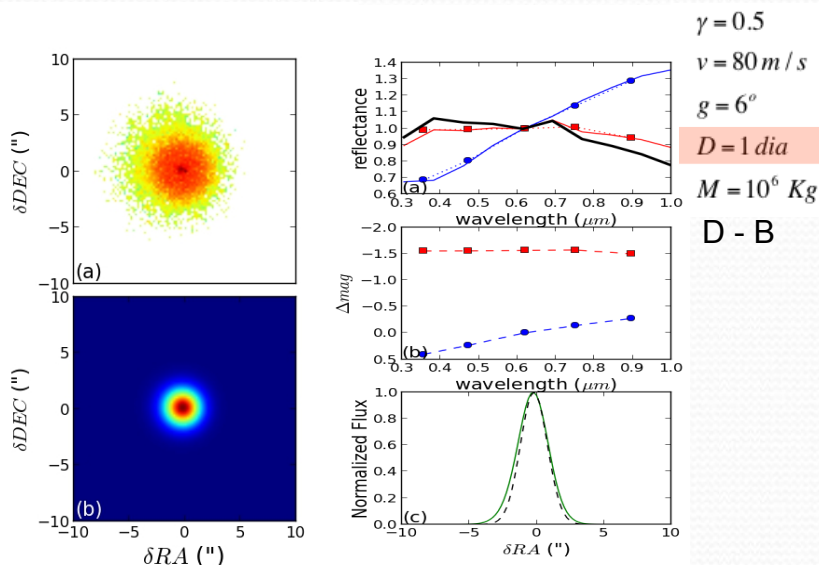 10
5
0
−5
−10
δDEC (")
(a)
10
5
0
−5
−10
δDEC (")
(b)
−10 −5 0 5 10
δRA (")
1.4
1.3
1.2
1.1
1.0
0.9
0.8
0.7
0.6
reflectance
(a)
0.3 0.4 0.5 0.6 0.7 0.8 0.9 1.0
wavelength (μm)
−2.0
−1.5
−1.0
−0.5
0.0
0.5
Δmag
(b)
0.3 0.4 0.5 0.6 0.7 0.8 0.9 1.0
wavelength (μm)
1.0
0.8
0.6
0.4
0.2
0.0
Normalized Flux
(c)
−10 −5 0 5 10
δRA (")
γ = 0.5
v = 80 m / s
g = 6°
D = 1 dia
M = 10⁶ Kg
D - B